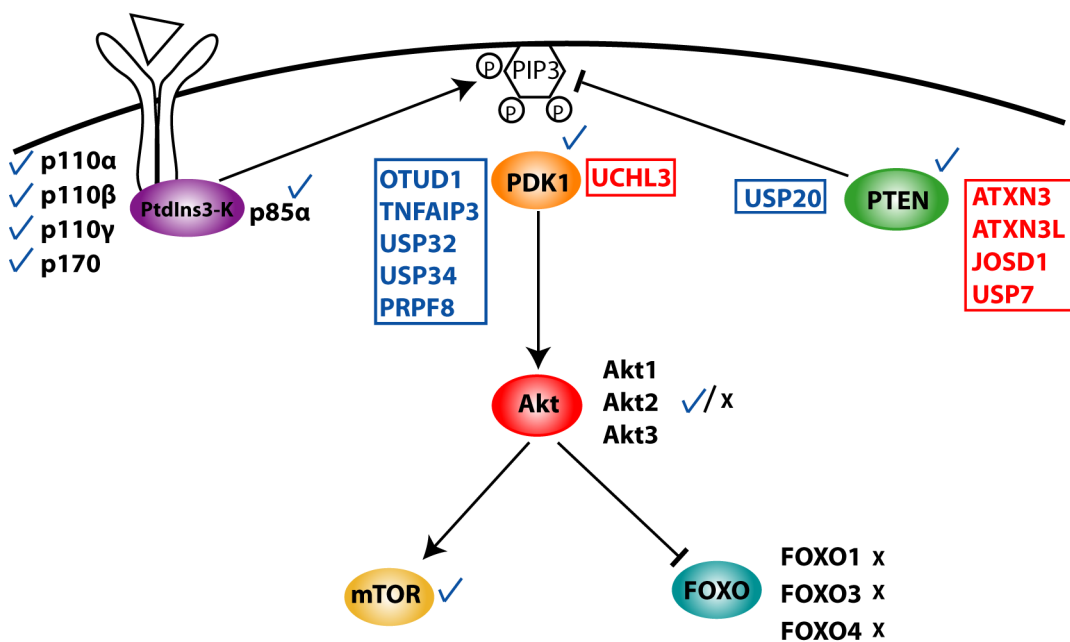 P
PIP3
P
P
✓ p110α
✓ p110β
✓ p110γ
✓ p170
PtdIns3-K
✓
p85α
OTUD1
TNFAIP3
USP32
USP34
PRPF8
✓
PDK1
UCHL3
USP20
✓
PTEN
ATXN3
ATXN3L
JOSD1
USP7
Akt
Akt1
Akt2 ✓/x
Akt3
mTOR ✓
FOXO
FOXO1 x
FOXO3 x
FOXO4 x